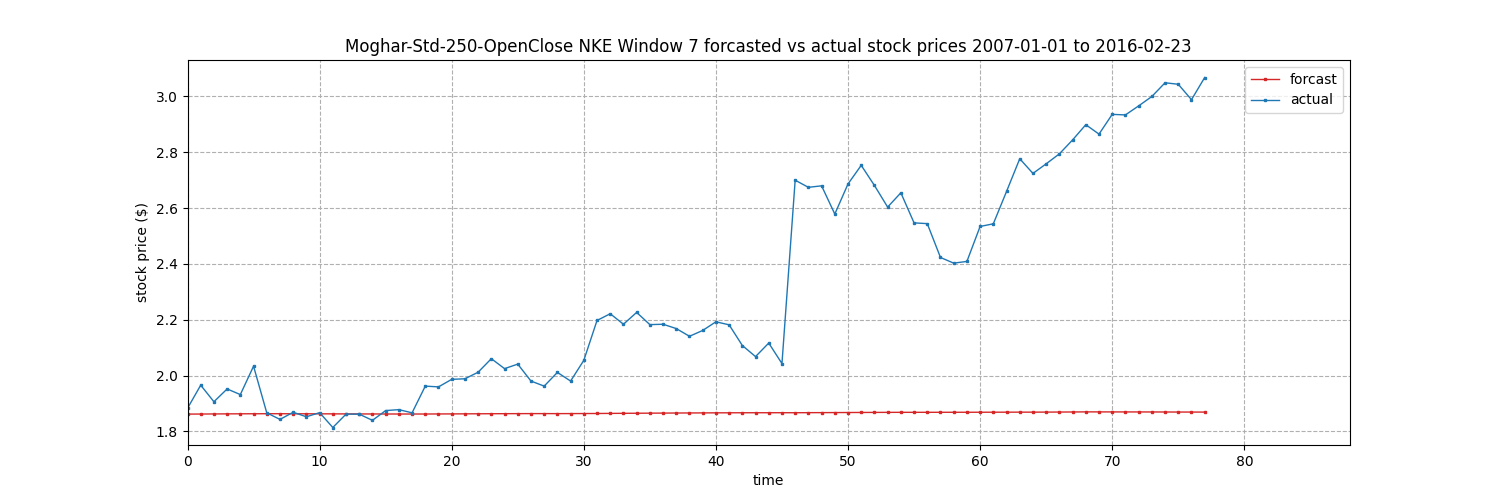 Moghar-Std-250-OpenClose NKE Window 7 forcasted vs actual stock prices 2007-01-01 to 2016-02-23
forcast
actual
stock price ($)
3.0
2.8
2.6
2.4
2.2
2.0
1.8
0 10 20 30 40 50 60 70 80
time